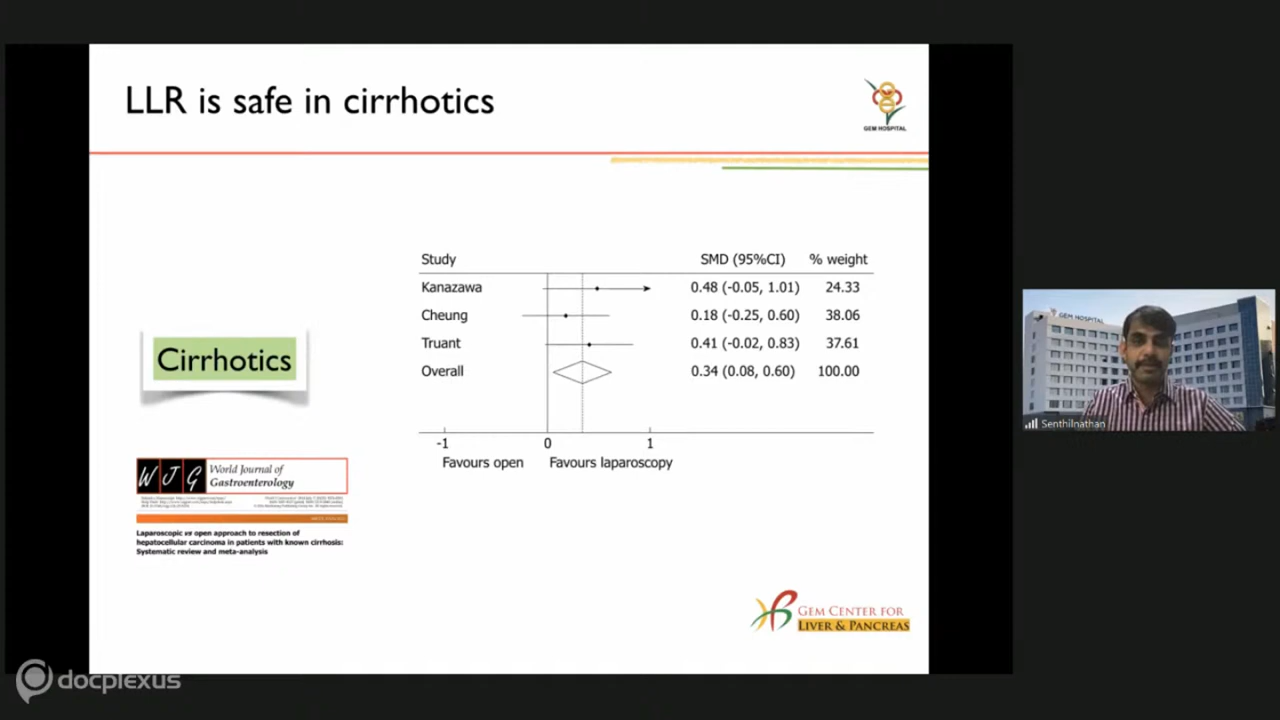 LLR is safe in cirrhotics
GEM HOSPITAL
Study SMD (95%CI) % weight
Kanazawa 0.48 (-0.05, 1.01) 24.33
Cheung 0.18 (-0.25, 0.60) 38.06
Truant 0.41 (-0.02, 0.83) 37.61
Overall 0.34 (0.08, 0.60) 100.00
-1 0 1
Favours open Favours laparoscopy
Cirrhotics
WJG World Journal of
Gastroenterology
Laparoscopic vs open approach to resection of
hepatocellular carcinoma in patients with known cirrhosis:
Systematic review and meta-analysis
GEM CENTER FOR
LIVER & PANCREAS
GEM HOSPITAL
Senthilnathan
docplexus